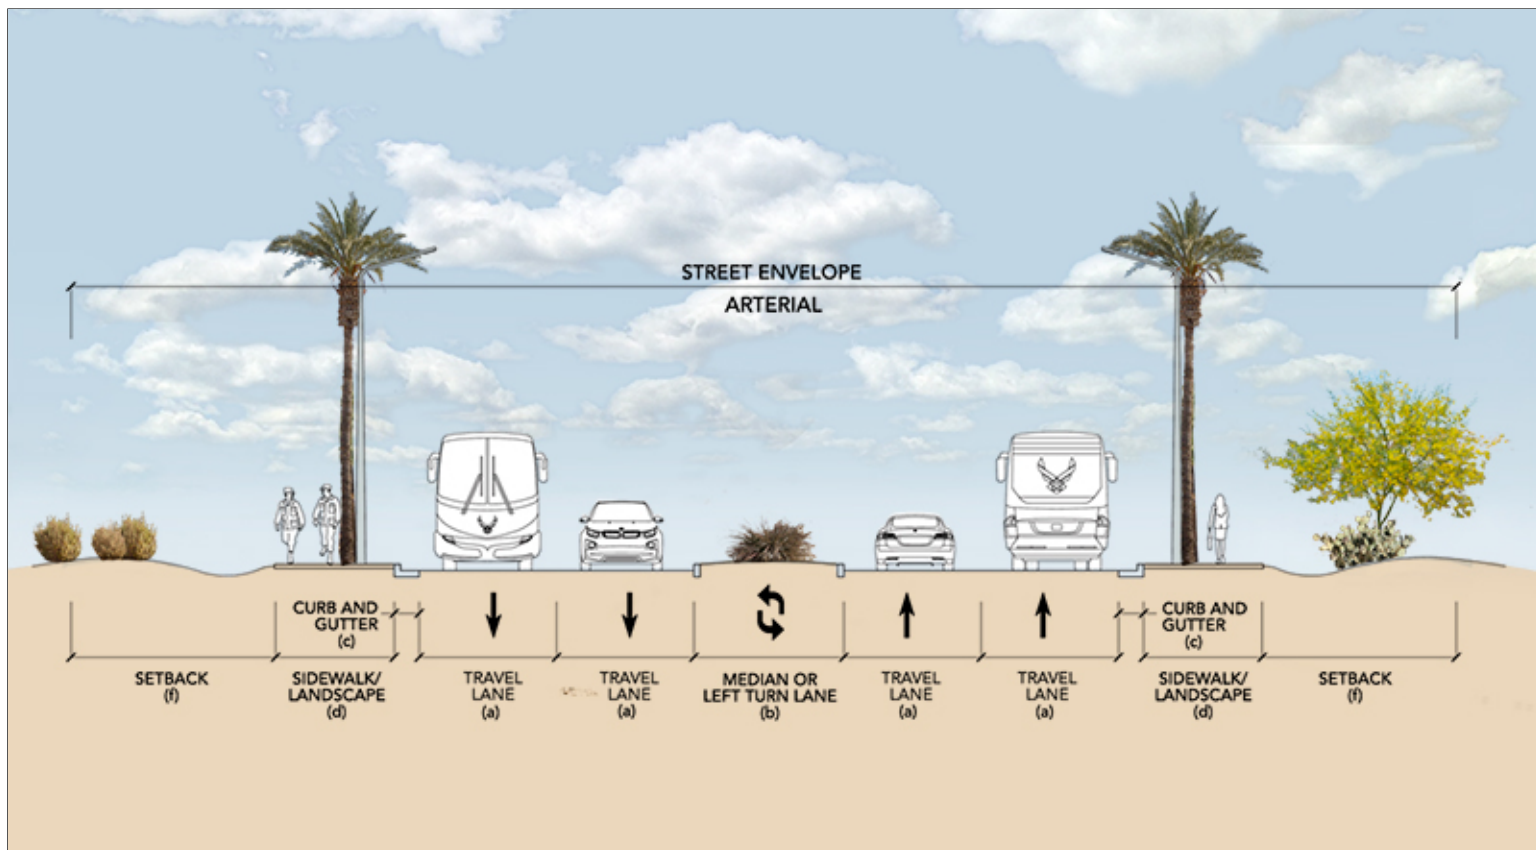 STREET ENVELOPE
ARTERIAL
CURB AND
GUTTER
(c)
CURB AND
GUTTER
(c)
SETBACK
(f)
SIDEWALK/
LANDSCAPE
(d)
TRAVEL
LANE
(a)
TRAVEL
LANE
(a)
MEDIAN OR
LEFT TURN LANE
(b)
TRAVEL
LANE
(a)
TRAVEL
LANE
(a)
SIDEWALK/
LANDSCAPE
(d)
SETBACK
(f)